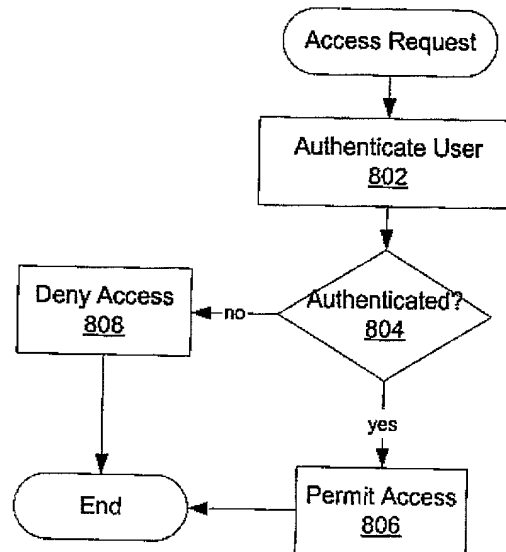 Access Request
Authenticate User
802
Authenticated?
804
no
Deny Access
808
yes
Permit Access
806
End